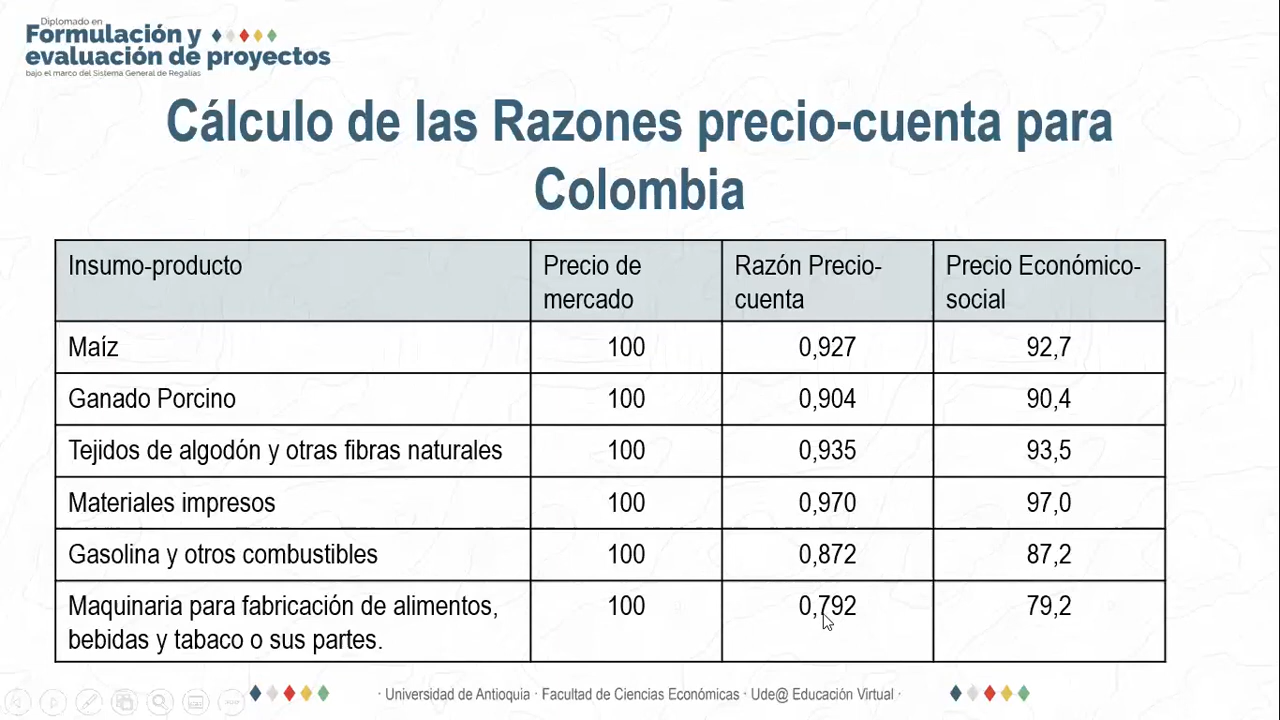 Diplomado en
Formulación y
evaluación de proyectos
bajo el marco del Sistema General de Regalías
Cálculo de las Razones precio-cuenta para
Colombia
Insumo-producto
Precio de
mercado
Razón Precio-
cuenta
Precio Económico-
social
Maíz 100 0,927 92,7
Ganado Porcino 100 0,904 90,4
Tejidos de algodón y otras fibras naturales 100 0,935 93,5
Materiales impresos 100 0,970 97,0
Gasolina y otros combustibles 100 0,872 87,2
Maquinaria para fabricación de alimentos, 100 0,792 79,2
bebidas y tabaco o sus partes.
· Universidad de Antioquia · Facultad de Ciencias Económicas · Ude@ Educación Virtual ·